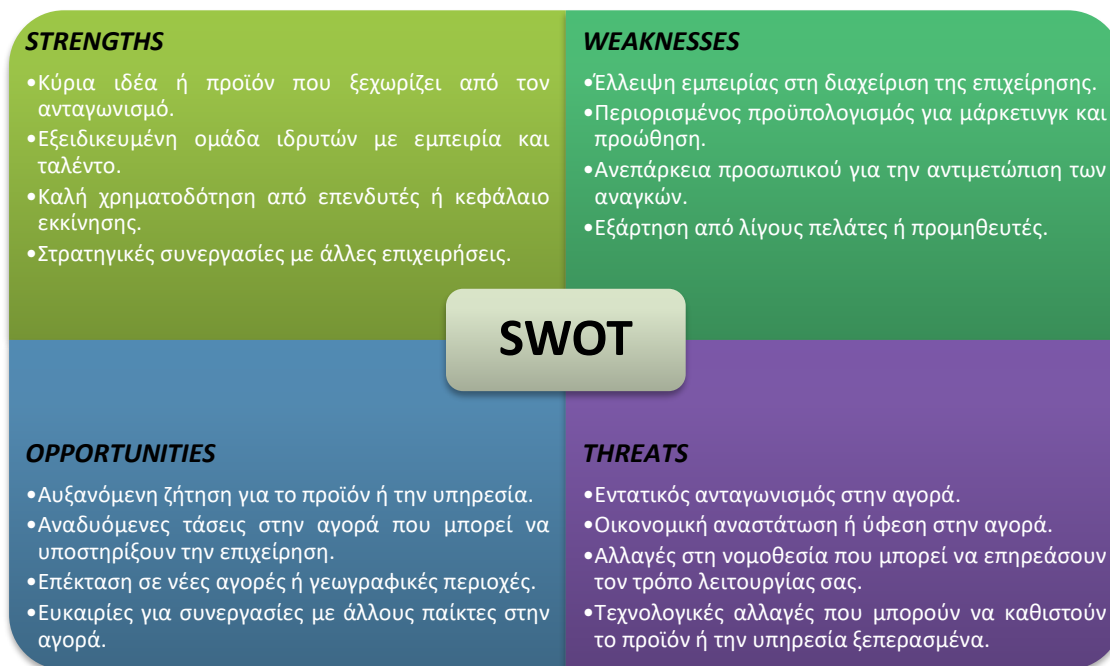 STRENGTHS
•Κύρια ιδέα ή προϊόν που ξεχωρίζει από τον
ανταγωνισμό.
•Εξειδικευμένη ομάδα ιδρυτών με εμπειρία και
ταλέντο.
•Καλή χρηματοδότηση από επενδυτές ή κεφάλαιο
εκκίνησης.
•Στρατηγικές συνεργασίες με άλλες επιχειρήσεις.
WEAKNESSES
•Έλλειψη εμπειρίας στη διαχείριση της επιχείρησης.
•Περιορισμένος προϋπολογισμός για μάρκετινγκ και
προώθηση.
•Ανεπάρκεια προσωπικού για την αντιμετώπιση των
αναγκών.
•Εξάρτηση από λίγους πελάτες ή προμηθευτές.
SWOT
OPPORTUNITIES
•Αυξανόμενη ζήτηση για το προϊόν ή την υπηρεσία.
•Αναδυόμενες τάσεις στην αγορά που μπορεί να
υποστηρίξουν την επιχείρηση.
•Επέκταση σε νέες αγορές ή γεωγραφικές περιοχές.
•Ευκαιρίες για συνεργασίες με άλλους παίκτες στην
αγορά.
THREATS
•Εντατικός ανταγωνισμός στην αγορά.
•Οικονομική αναστάτωση ή ύφεση στην αγορά.
•Αλλαγές στη νομοθεσία που μπορεί να επηρεάσουν
τον τρόπο λειτουργίας σας.
•Τεχνολογικές αλλαγές που μπορούν να καθιστούν
το προϊόν ή την υπηρεσία ξεπερασμένα.